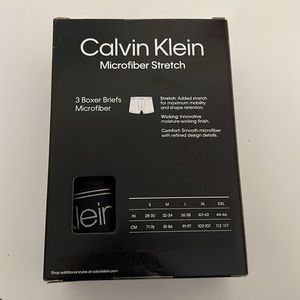 Calvin Klein
Microfiber Stretch
3 Boxer Briefs
Microfiber
Stretch: Added stretch
for maximum mobility
and shape retention.
Wicking: Innovative
moisture-wicking finish.
Comfort: Smooth microfiber
with refined design details.
S M L XL XXL
IN 28-30 32-34 36-38 40-42 44-46
CM 71-76 81-86 91-97 102-107 112-117
Klein
Shop additional styles at calvinklein.com